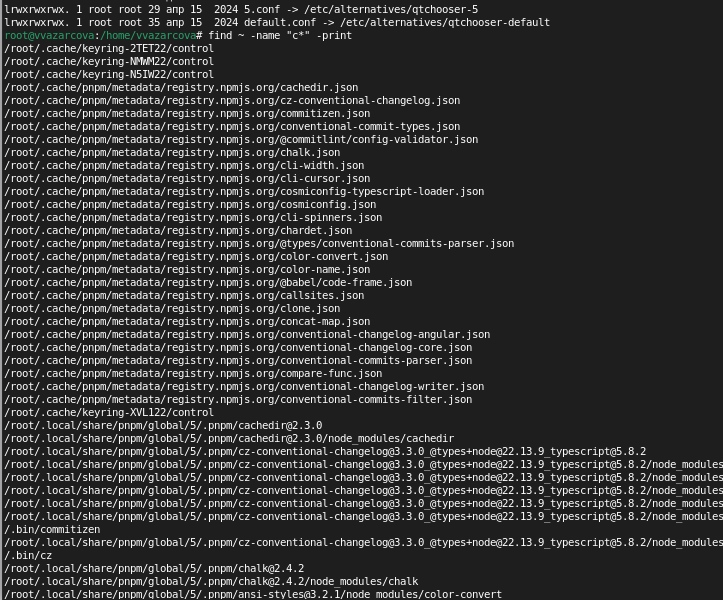 lrwxrwxrwx. 1 root root 29 апр 15  2024 5.conf -> /etc/alternatives/qtchooser-5
lrwxrwxrwx. 1 root root 35 апр 15  2024 default.conf -> /etc/alternatives/qtchooser-default
root@vvazarcova:/home/vvazarcova# find ~ -name "c*" -print
/root/.cache/keyring-2TET22/control
/root/.cache/keyring-NMWM22/control
/root/.cache/keyring-N5IW22/control
/root/.cache/pnpm/metadata/registry.npmjs.org/cachedir.json
/root/.cache/pnpm/metadata/registry.npmjs.org/cz-conventional-changelog.json
/root/.cache/pnpm/metadata/registry.npmjs.org/commitizen.json
/root/.cache/pnpm/metadata/registry.npmjs.org/conventional-commit-types.json
/root/.cache/pnpm/metadata/registry.npmjs.org/@commitlint/config-validator.json
/root/.cache/pnpm/metadata/registry.npmjs.org/chalk.json
/root/.cache/pnpm/metadata/registry.npmjs.org/cli-width.json
/root/.cache/pnpm/metadata/registry.npmjs.org/cli-cursor.json
/root/.cache/pnpm/metadata/registry.npmjs.org/cosmiconfig-typescript-loader.json
/root/.cache/pnpm/metadata/registry.npmjs.org/cosmiconfig.json
/root/.cache/pnpm/metadata/registry.npmjs.org/cli-spinners.json
/root/.cache/pnpm/metadata/registry.npmjs.org/chardet.json
/root/.cache/pnpm/metadata/registry.npmjs.org/@types/conventional-commits-parser.json
/root/.cache/pnpm/metadata/registry.npmjs.org/color-convert.json
/root/.cache/pnpm/metadata/registry.npmjs.org/color-name.json
/root/.cache/pnpm/metadata/registry.npmjs.org/@babel/code-frame.json
/root/.cache/pnpm/metadata/registry.npmjs.org/callsites.json
/root/.cache/pnpm/metadata/registry.npmjs.org/clone.json
/root/.cache/pnpm/metadata/registry.npmjs.org/concat-map.json
/root/.cache/pnpm/metadata/registry.npmjs.org/conventional-changelog-angular.json
/root/.cache/pnpm/metadata/registry.npmjs.org/conventional-changelog-core.json
/root/.cache/pnpm/metadata/registry.npmjs.org/conventional-commits-parser.json
/root/.cache/pnpm/metadata/registry.npmjs.org/compare-func.json
/root/.cache/pnpm/metadata/registry.npmjs.org/conventional-changelog-writer.json
/root/.cache/pnpm/metadata/registry.npmjs.org/conventional-commits-filter.json
/root/.cache/keyring-XVL122/control
/root/.local/share/pnpm/global/5/.pnpm/cachedir@2.3.0
/root/.local/share/pnpm/global/5/.pnpm/cachedir@2.3.0/node_modules/cachedir
/root/.local/share/pnpm/global/5/.pnpm/cz-conventional-changelog@3.3.0_@types+node@22.13.9_typescript@5.8.2
/root/.local/share/pnpm/global/5/.pnpm/cz-conventional-changelog@3.3.0_@types+node@22.13.9_typescript@5.8.2/node_modules
/root/.local/share/pnpm/global/5/.pnpm/cz-conventional-changelog@3.3.0_@types+node@22.13.9_typescript@5.8.2/node_modules
/root/.local/share/pnpm/global/5/.pnpm/cz-conventional-changelog@3.3.0_@types+node@22.13.9_typescript@5.8.2/node_modules
/root/.local/share/pnpm/global/5/.pnpm/cz-conventional-changelog@3.3.0_@types+node@22.13.9_typescript@5.8.2/node_modules
/root/.local/share/pnpm/global/5/.pnpm/cz-conventional-changelog@3.3.0_@types+node@22.13.9_typescript@5.8.2/node_modules
/.bin/commitizen
/root/.local/share/pnpm/global/5/.pnpm/cz-conventional-changelog@3.3.0_@types+node@22.13.9_typescript@5.8.2/node_modules
/.bin/cz
/root/.local/share/pnpm/global/5/.pnpm/chalk@2.4.2
/root/.local/share/pnpm/global/5/.pnpm/chalk@2.4.2/node_modules/chalk
/root/.local/share/pnpm/global/5/.pnpm/ansi-styles@3.2.1/node_modules/color-convert